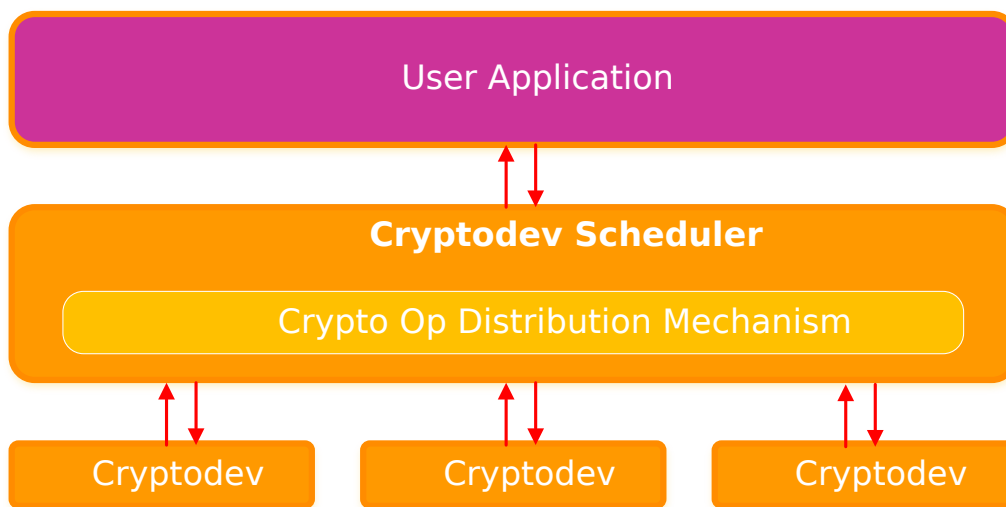 User Application
Cryptodev Scheduler
Crypto Op Distribution Mechanism
Cryptodev
Cryptodev
Cryptodev